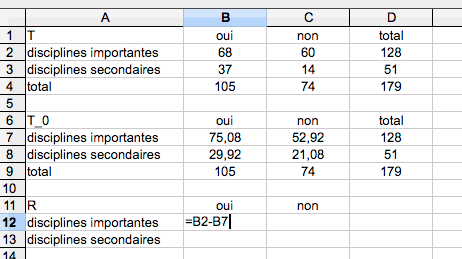 A B C D
1 T oui non total
2 disciplines importantes 68 60 128
3 disciplines secondaires 37 14 51
4 total 105 74 179
5
6 T_0 oui non total
7 disciplines importantes 75,08 52,92 128
8 disciplines secondaires 29,92 21,08 51
9 total 105 74 179
10
11 R oui non
12 disciplines importantes =B2-B7
13 disciplines secondaires
14